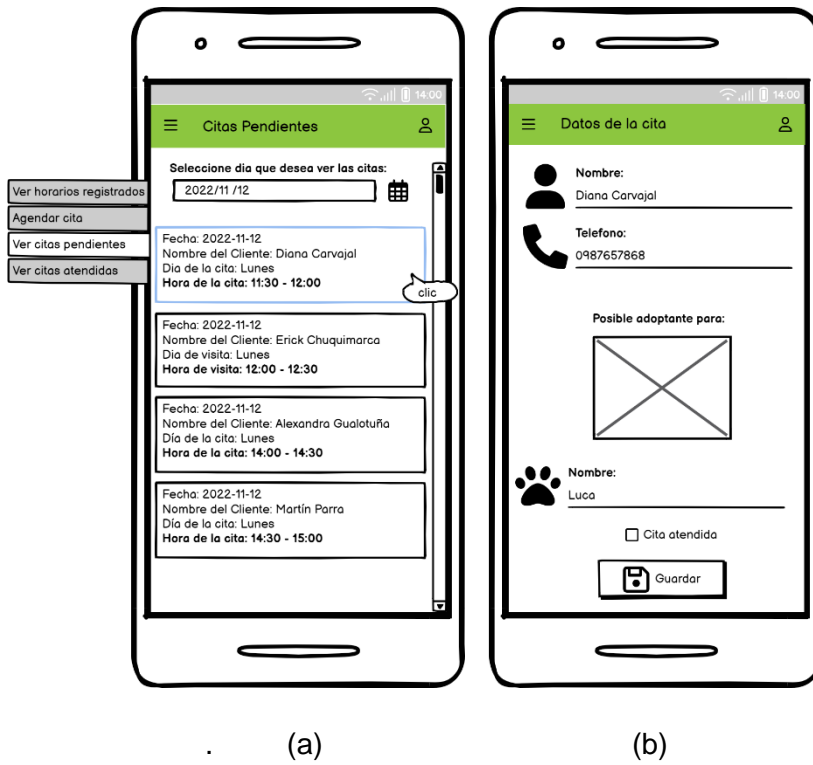 14:00
Citas Pendientes
Seleccione dia que desea ver las citas:
2022/11 /12
Ver horarios registrados
Agendar cita
Ver citas pendientes
Ver citas atendidas
Fecha: 2022-11-12
Nombre del Cliente: Diana Carvajal
Dia de la cita: Lunes
Hora de la cita: 11:30 - 12:00
clic
Fecha: 2022-11-12
Nombre del Cliente: Erick Chuquimarca
Dia de visita: Lunes
Hora de visita: 12:00 - 12:30
Fecha: 2022-11-12
Nombre del Cliente: Alexandra Gualotuña
Día de la cita: Lunes
Hora de la cita: 14:00 - 14:30
Fecha: 2022-11-12
Nombre del Cliente: Martín Parra
Día de la cita: Lunes
Hora de la cita: 14:30 - 15:00
14:00
Datos de la cita
Nombre:
Diana Carvajal
Telefono:
0987657868
Posible adoptante para:
Nombre:
Luca
Cita atendida
Guardar
. (a)
(b)